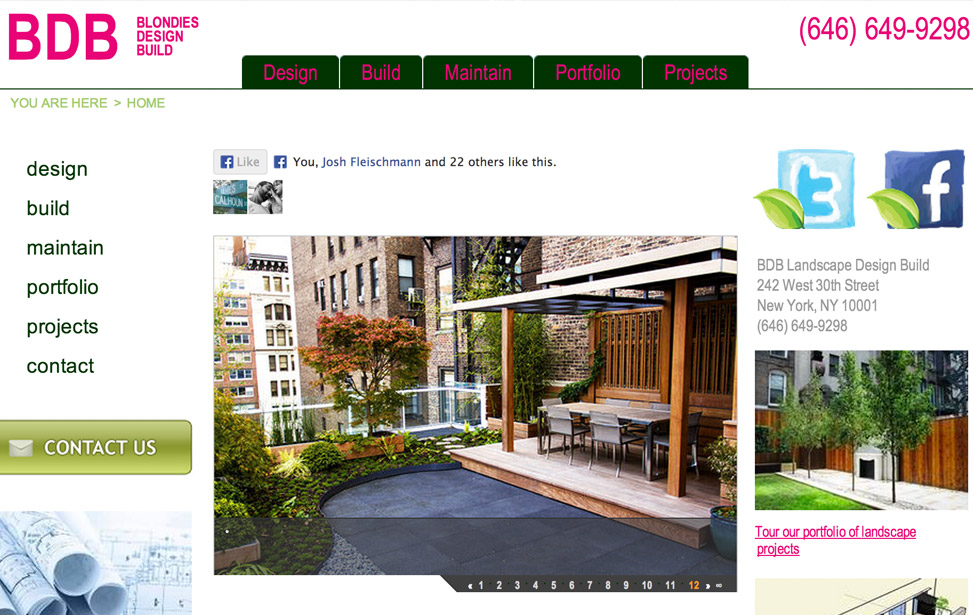 BDB
BLONDIES
DESIGN
BUILD
(646) 649-9298
Design Build Maintain Portfolio Projects
YOU ARE HERE > HOME
design
build
maintain
portfolio
projects
contact
CONTACT US
Like You, Josh Fleischmann and 22 others like this.
CALHOUN
« 1 2 3 4 5 6 7 8 9 10 11 12 » ∞
t f
BDB Landscape Design Build
242 West 30th Street
New York, NY 10001
(646) 649-9298
Tour our portfolio of landscape
projects